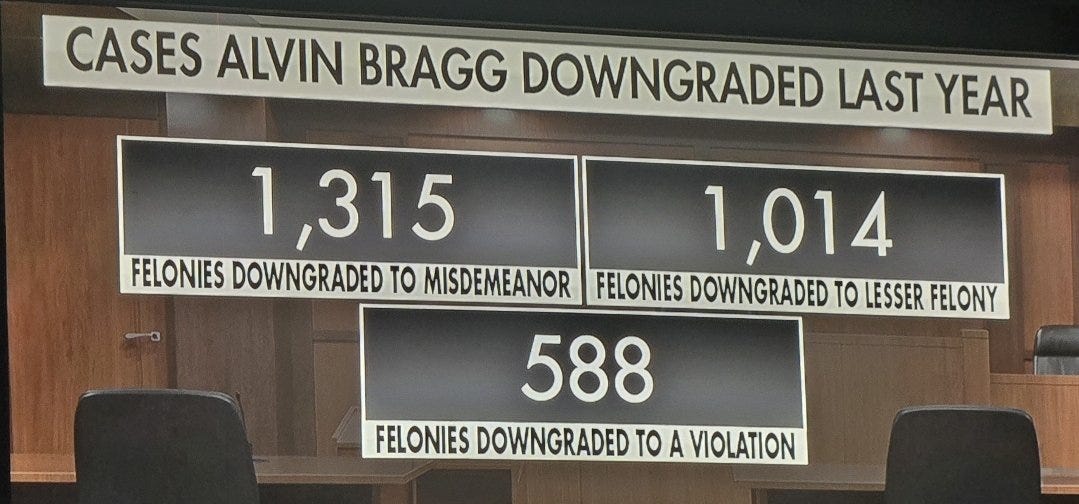 CASES ALVIN BRAGG DOWNGRADED LAST YEAR
1,315
FELONIES DOWNGRADED TO MISDEMEANOR
1,014
FELONIES DOWNGRADED TO LESSER FELONY
588
FELONIES DOWNGRADED TO A VIOLATION